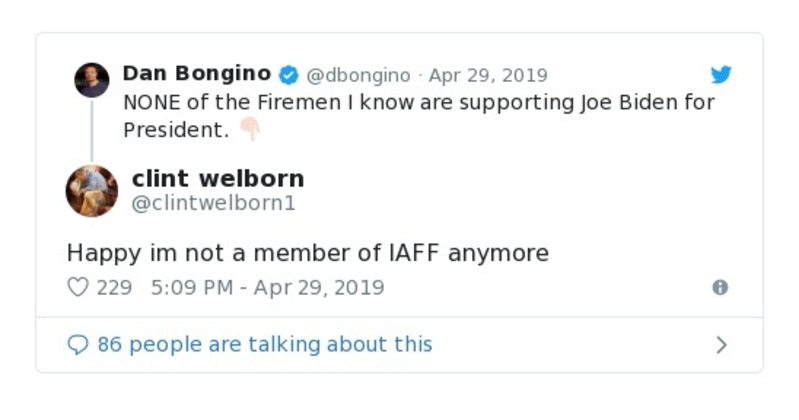 Dan Bongino @dbongino · Apr 29, 2019
NONE of the Firemen I know are supporting Joe Biden for
President. 👇🏻
clint welborn
@clintwelborn1
Happy im not a member of IAFF anymore
229 5:09 PM - Apr 29, 2019
86 people are talking about this